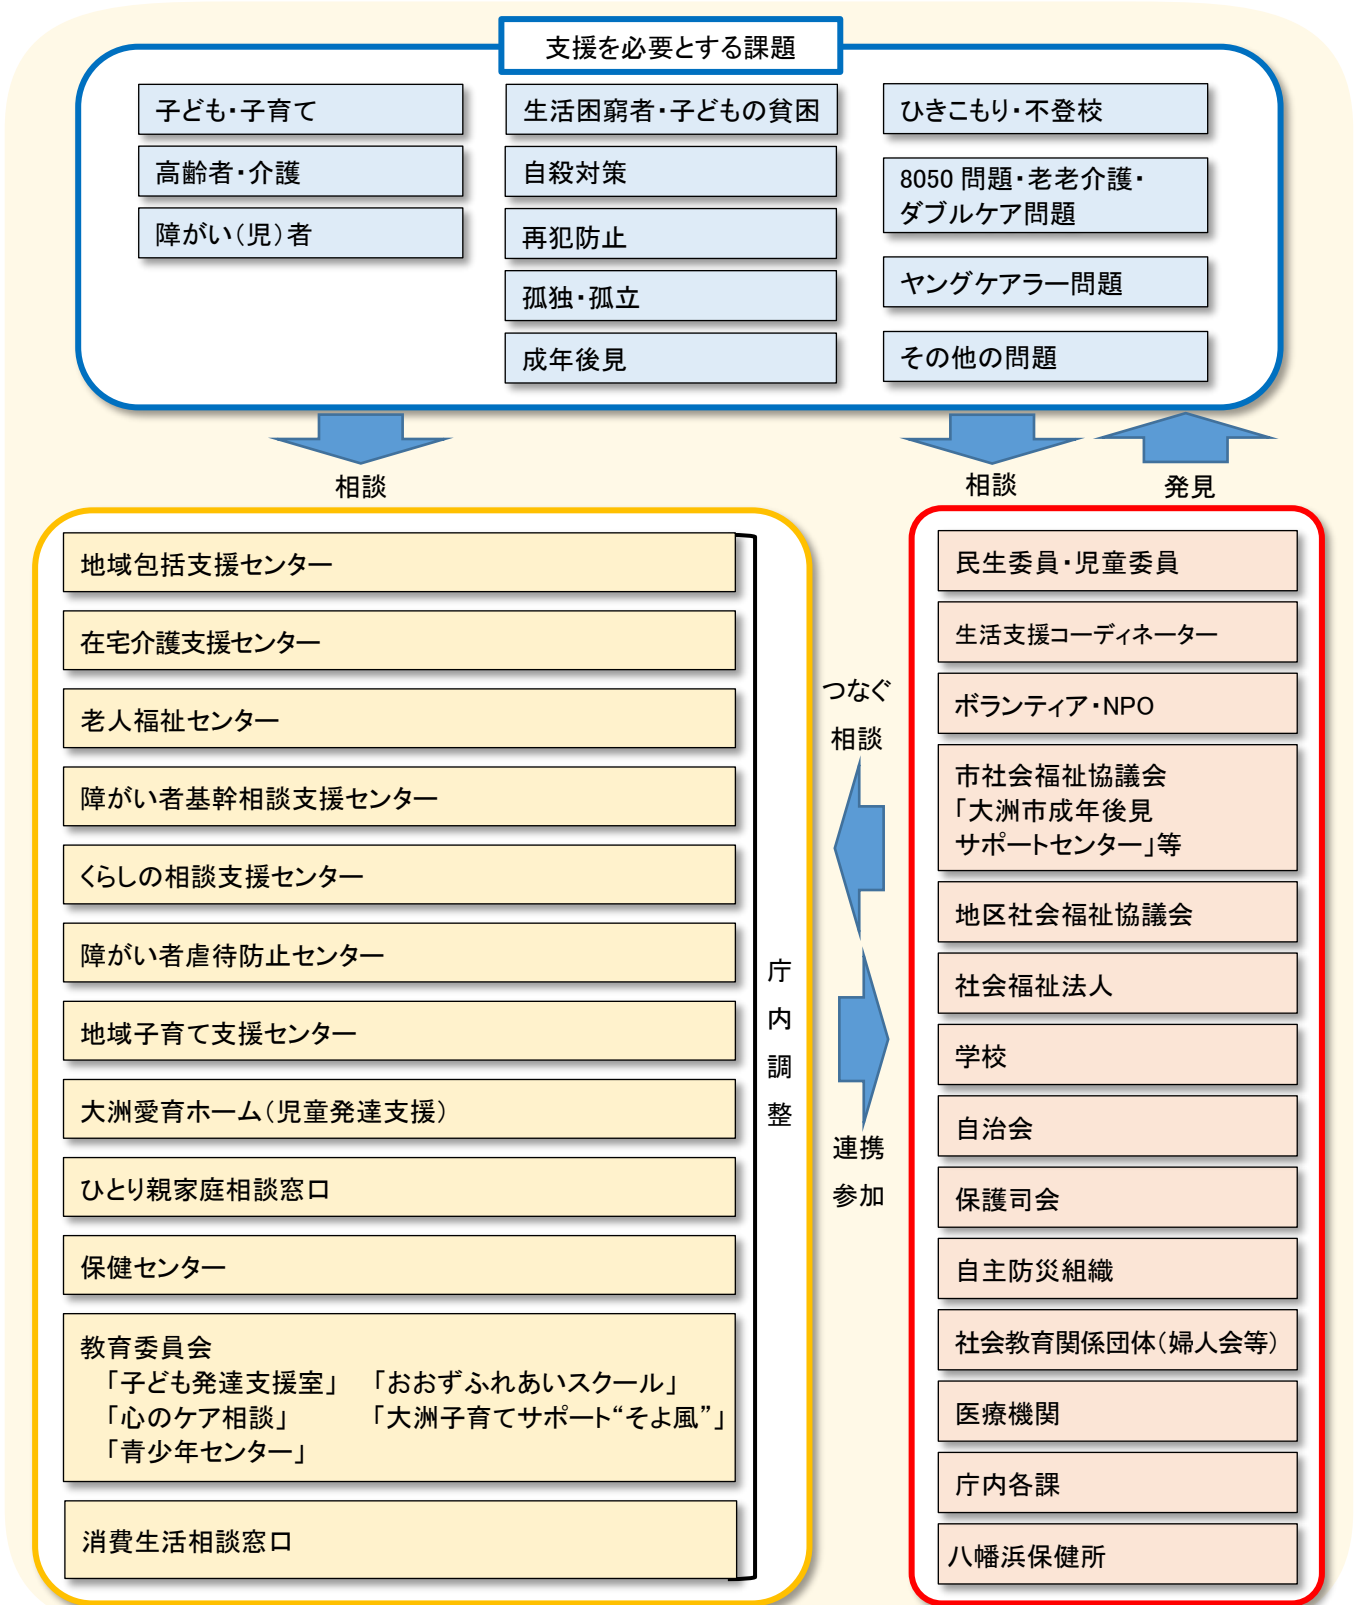 支援を必要とする課題
子ども・子育て
高齢者・介護
障がい(児)者
生活困窮者・子どもの貧困
自殺対策
再犯防止
孤独・孤立
成年後見
ひきこもり・不登校
8050 問題・老老介護・
ダブルケア問題
ヤングケアラー問題
その他の問題
相談
相談
発見
地域包括支援センター
在宅介護支援センター
老人福祉センター
障がい者基幹相談支援センター
くらしの相談支援センター
障がい者虐待防止センター
地域子育て支援センター
大洲愛育ホーム(児童発達支援)
ひとり親家庭相談窓口
保健センター
教育委員会
「子ども発達支援室」 「おおずふれあいスクール」
「心のケア相談」 「大洲子育てサポート“そよ風”」
「青少年センター」
消費生活相談窓口
庁内調整
つなぐ
相談
連携
参加
民生委員・児童委員
生活支援コーディネーター
ボランティア・NPO
市社会福祉協議会
「大洲市成年後見
サポートセンター」等
地区社会福祉協議会
社会福祉法人
学校
自治会
保護司会
自主防災組織
社会教育関係団体(婦人会等)
医療機関
庁内各課
八幡浜保健所